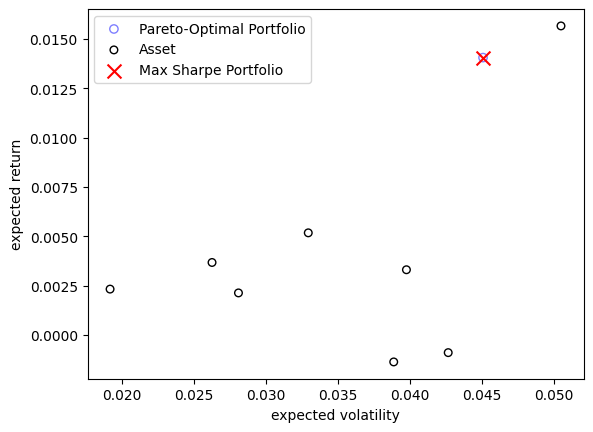 Pareto-Optimal Portfolio
Asset
Max Sharpe Portfolio
0.0150
0.0125
0.0100
0.0075
0.0050
0.0025
0.0000
expected return
0.020 0.025 0.030 0.035 0.040 0.045 0.050
expected volatility